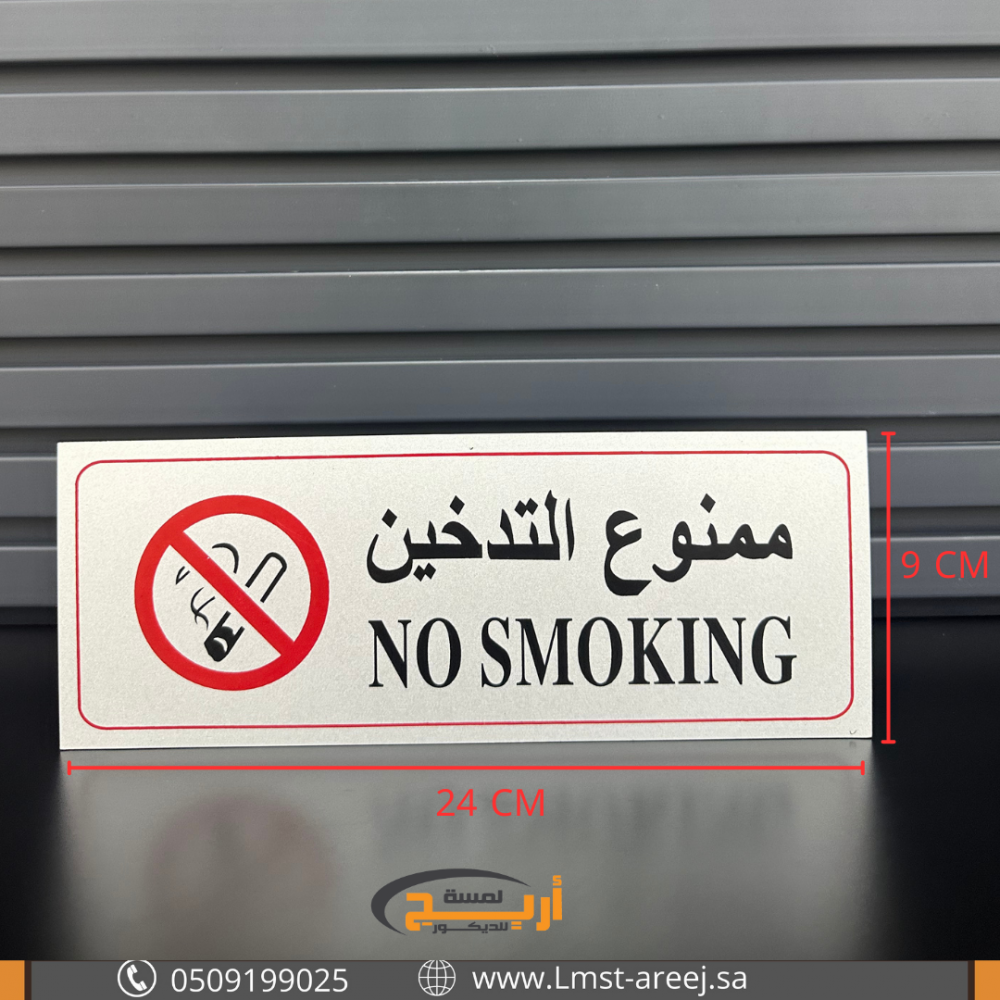 ممنوع التدخين
NO SMOKING
9 CM
24 CM
لمسة
أريج
للديكور
0509199025
www.Lmst-areej.sa